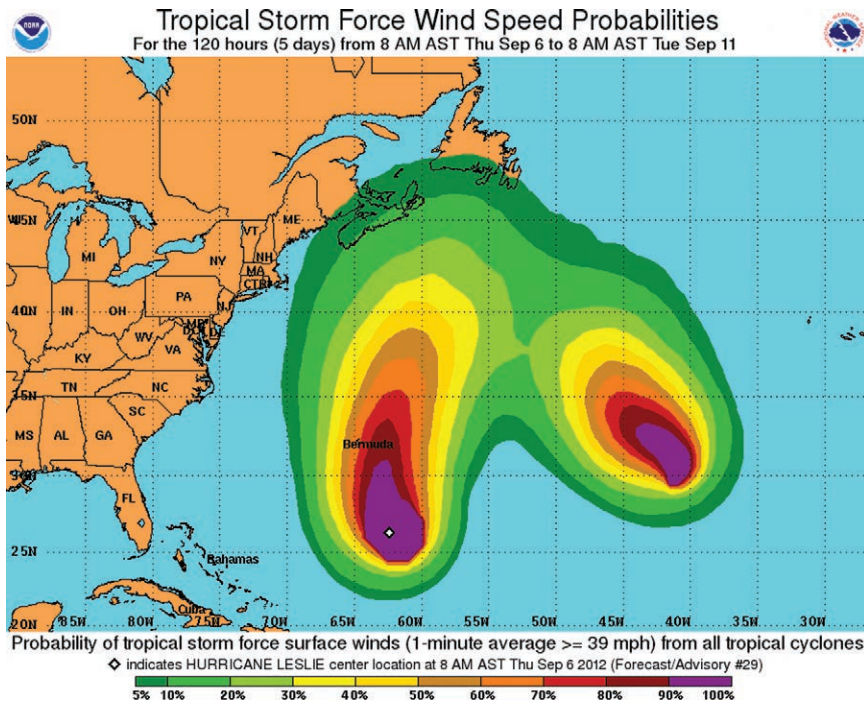 Tropical Storm Force Wind Speed Probabilities
For the 120 hours (5 days) from 8 AM AST Thu Sep 6 to 8 AM AST Tue Sep 11
NOAA
50N
45N
ME
VT
MI
NY
NH
MA
CT RI
PA
40N
IN
OH
NJ
WV
MD
DC
DE
VA
KY
TN
NC
35N
SC
MS
AL
GA
Bermuda
30N
FL
25N
Bahamas
Cuba
20N
85W
80W
75W
70W
65W
60W
55W
50W
45W
40W
35W
30W
Probability of tropical storm force surface winds (1-minute average >= 39 mph) from all tropical cyclones
indicates HURRICANE LESLIE center location at 8 AM AST Thu Sep 6 2012 (Forecast/Advisory #29)
5% 10% 20% 30% 40% 50% 60% 70% 80% 90% 100%